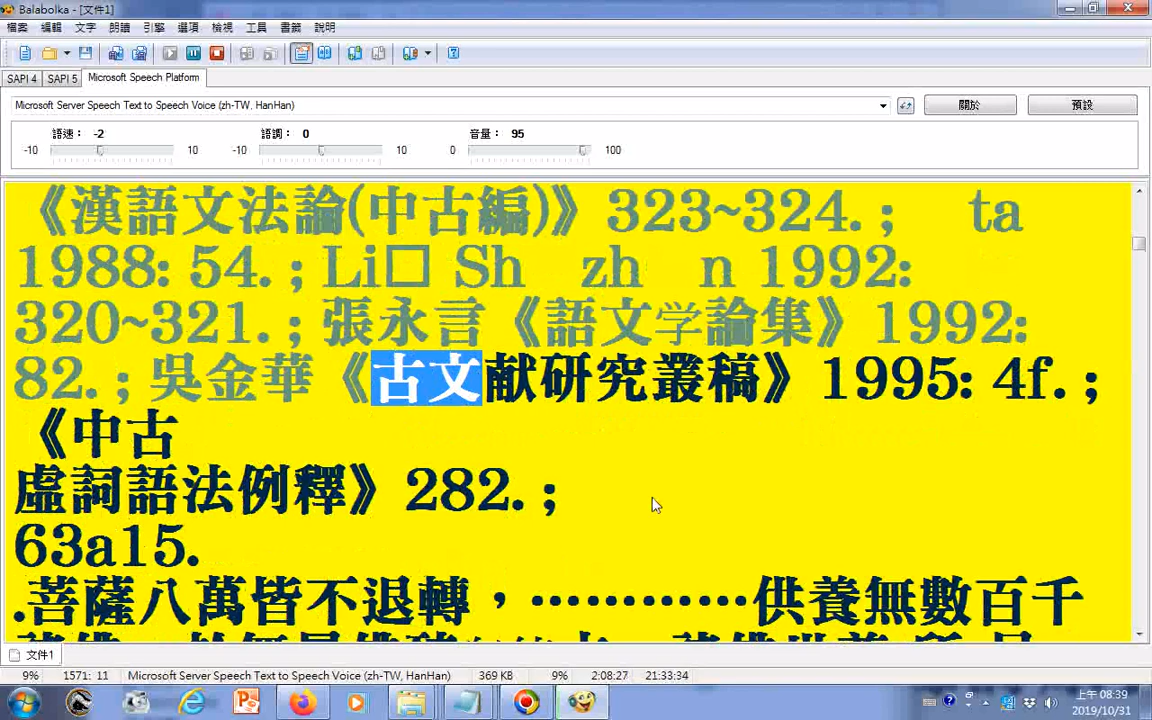 Balabolka - [文件1]
檔案 編輯 文字 朗讀 引擎 選項 檢視 工具 書籤 說明
SAPI 4 SAPI 5 Microsoft Speech Platform
Microsoft Server Speech Text to Speech Voice (zh-TW, HanHan) 關於 預設
語速： -2 語調： 0 音量： 95
-10 10 -10 10 0 100
《漢語文法論(中古編)》323~324.； ta
1988: 54.；Li□ Sh zh n 1992:
320~321.；張永言《語文学論集》1992:
82.；吳金華《古文献研究叢稿》1995: 4f.；
《中古
虛詞語法例釋》282.；
63a15.
.菩薩八萬皆不退轉，…………供養無數百千
文件1
9% 1571: 11 Microsoft Server Speech Text to Speech Voice (zh-TW, HanHan) 369 KB 9% 2:08:27 21:33:34
上午 08:39
2019/10/31